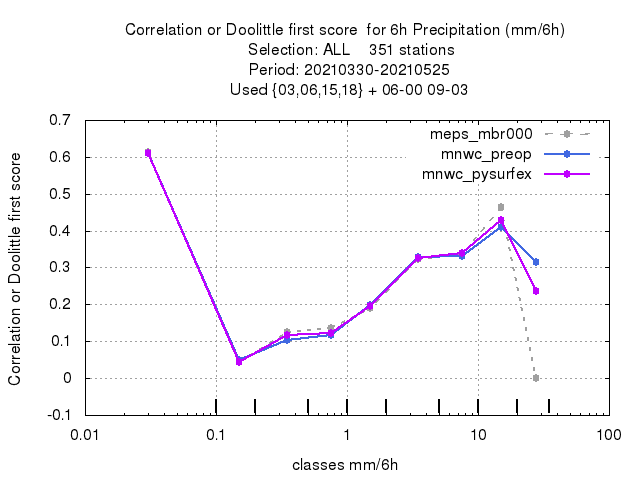 Correlation or Doolittle first score  for 6h Precipitation (mm/6h)
Selection: ALL    351 stations
Period: 20210330-20210525
Used {03,06,15,18} + 06-00 09-03
Correlation or Doolittle first score
0.7
0.6
0.5
0.4
0.3
0.2
0.1
0
-0.1
meps_mbr000
mnwc_preop
mnwc_pysurfex
0.01
0.1
1
10
100
classes mm/6h